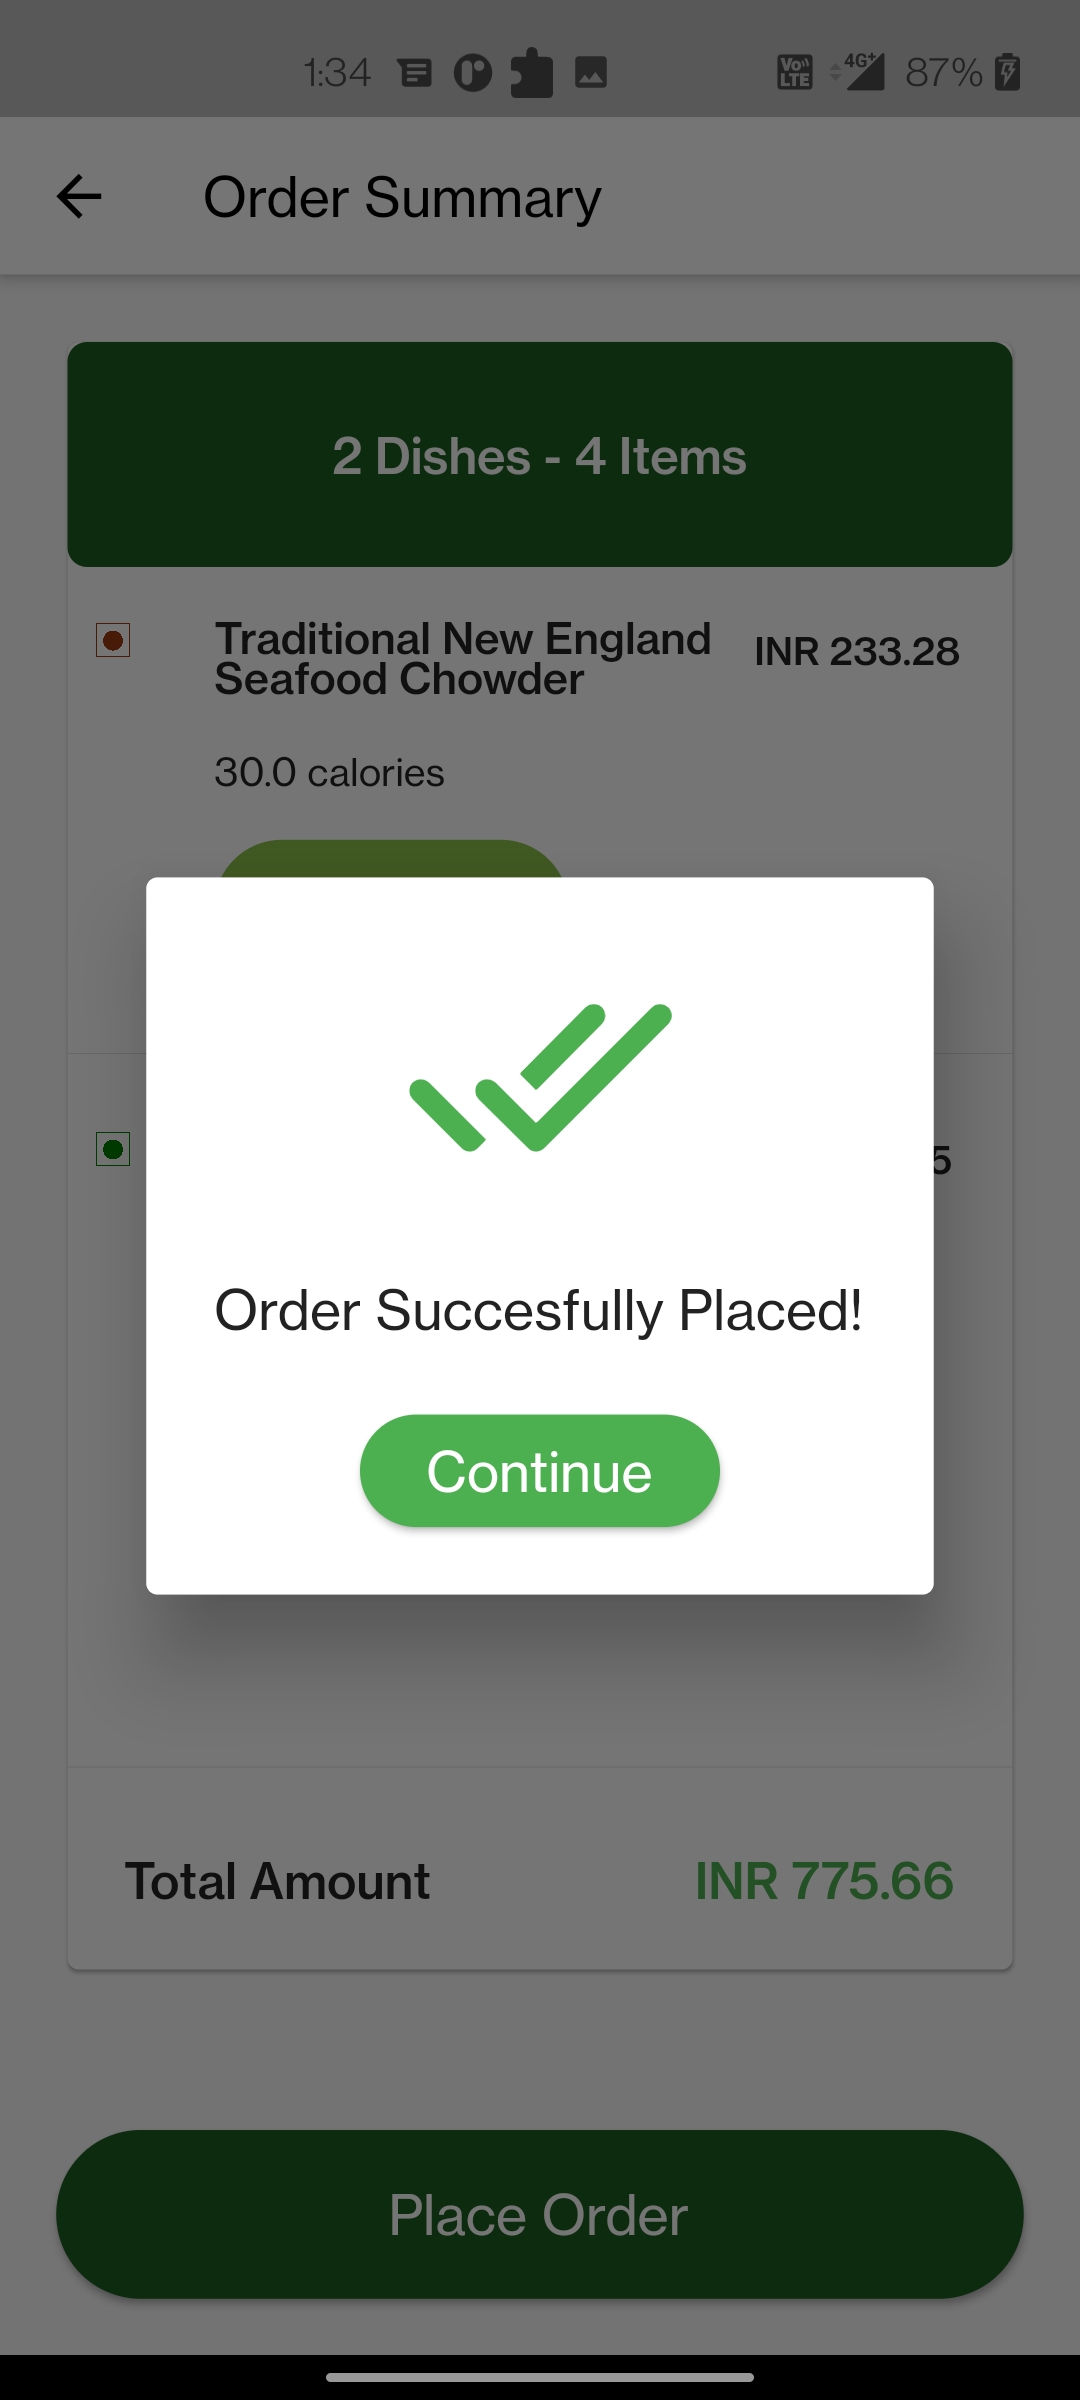 1:34
Vo LTE
4G+
87%
Order Summary
2 Dishes - 4 Items
Traditional New England
Seafood Chowder
INR 233.28
30.0 calories
5
Order Succesfully Placed!
Continue
Total Amount
INR 775.66
Place Order